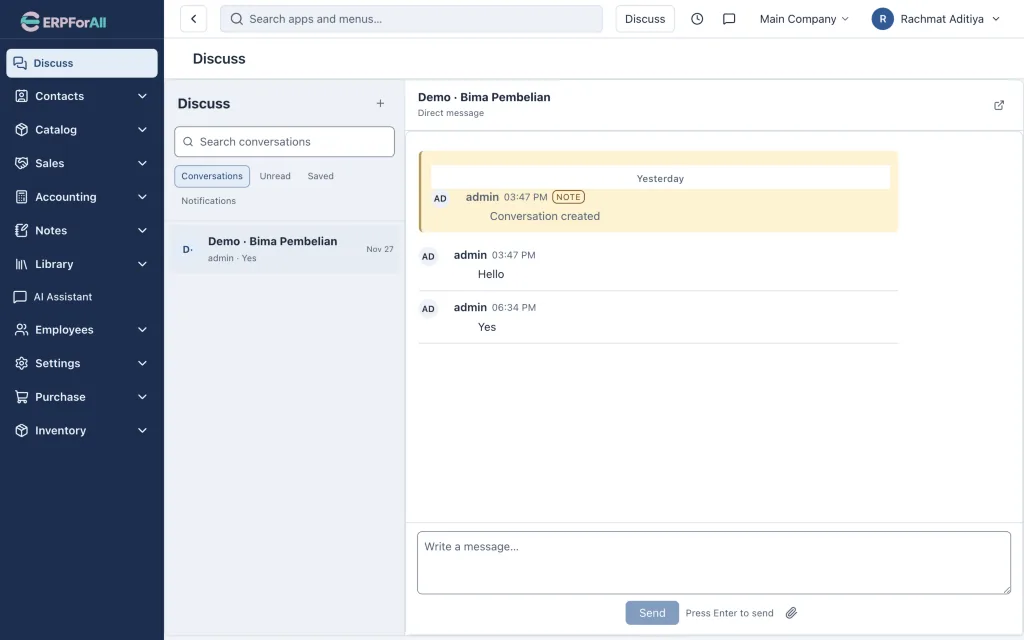 ERPForAll
Search apps and menus...
Discuss
Main Company
R
Rachmat Aditiya
Discuss
Contacts
Catalog
Sales
Accounting
Notes
Library
AI Assistant
Employees
Settings
Purchase
Inventory
Discuss
Discuss
+
Search conversations
Conversations
Unread
Saved
Notifications
D·
Demo · Bima Pembelian
Nov 27
admin · Yes
Demo · Bima Pembelian
Direct message
Yesterday
AD
admin 03:47 PM NOTE
Conversation created
AD
admin 03:47 PM
Hello
AD
admin 06:34 PM
Yes
Write a message...
Send
Press Enter to send